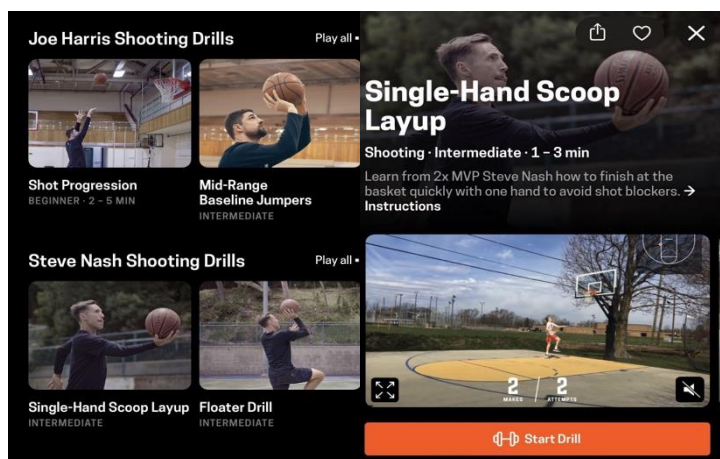 Joe Harris Shooting Drills
Play all
Shot Progression
BEGINNER · 2 – 5 MIN
Mid-Range
Baseline Jumpers
INTERMEDIATE
Steve Nash Shooting Drills
Play all
Single-Hand Scoop Layup
INTERMEDIATE
Floater Drill
INTERMEDIATE
Single-Hand Scoop
Layup
Shooting · Intermediate · 1 – 3 min
Learn from 2x MVP Steve Nash how to finish at the
basket quickly with one hand to avoid shot blockers. →
Instructions
2 / 2
MAKES ATTEMPTS
Start Drill